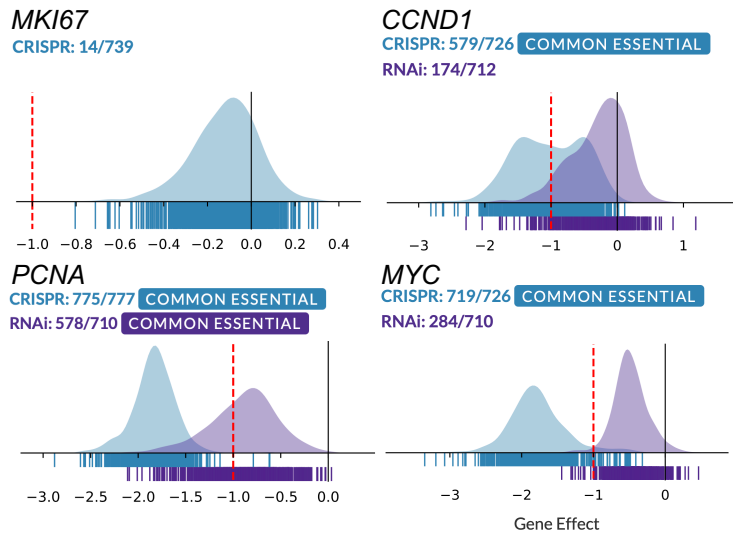 MKI67
CRISPR: 14/739
−1.0 −0.8 −0.6 −0.4 −0.2 0.0 0.2 0.4
CCND1
CRISPR: 579/726 COMMON ESSENTIAL
RNAi: 174/712
−3 −2 −1 0 1
PCNA
CRISPR: 775/777 COMMON ESSENTIAL
RNAi: 578/710 COMMON ESSENTIAL
−3.0 −2.5 −2.0 −1.5 −1.0 −0.5 0.0
MYC
CRISPR: 719/726 COMMON ESSENTIAL
RNAi: 284/710
−3 −2 −1 0
Gene Effect